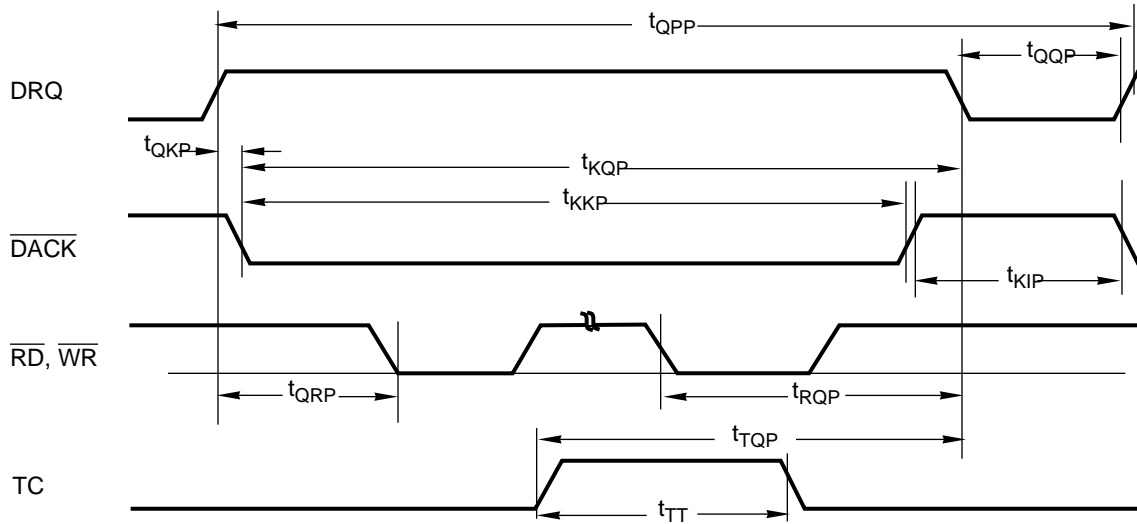 tQPP
tQQP
DRQ
tQKP
tKQP
tKKP
DACK
tKIP
RD, WR
tQRP
tRQP
tTQP
TC
tTT